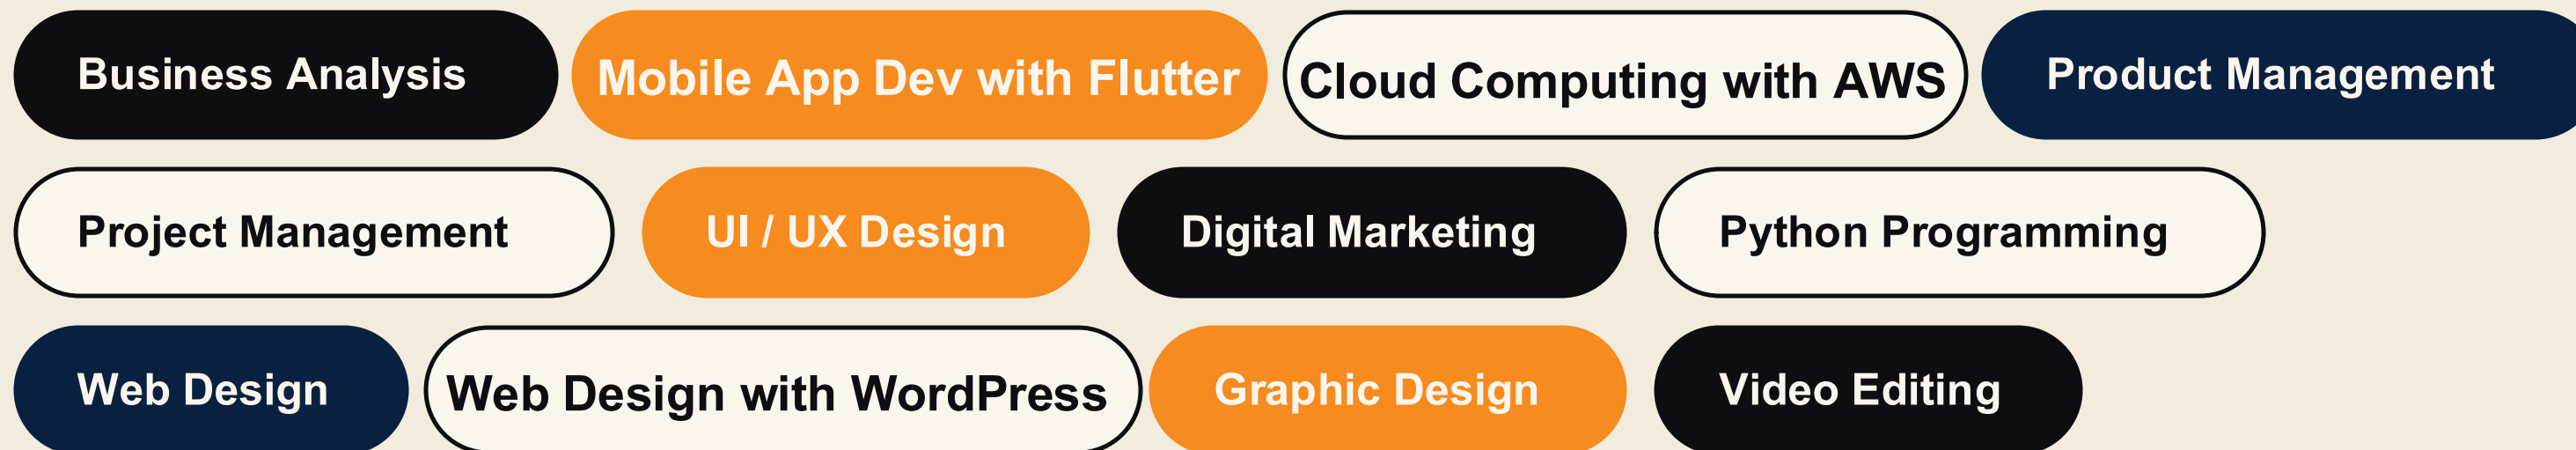 Business Analysis Mobile App Dev with Flutter Cloud Computing with AWS Product Management
Project Management UI / UX Design Digital Marketing Python Programming
Web Design Web Design with WordPress Graphic Design Video Editing